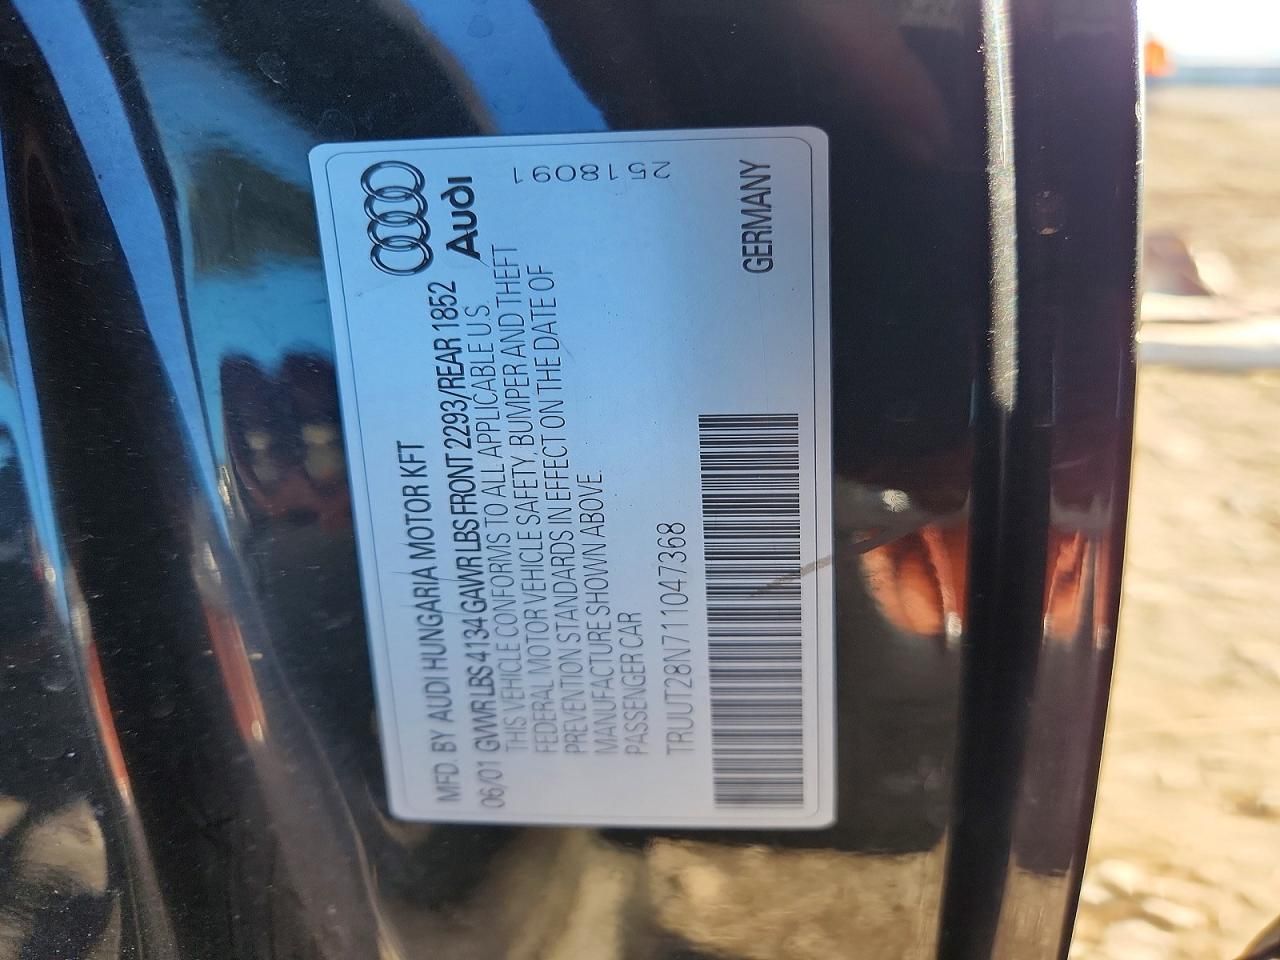 Audi
MFD. BY AUDI HUNGARIA MOTOR KFT
06/01 GVWR LBS 4134 GAWR LBS FRONT 2293/REAR 1852
THIS VEHICLE CONFORMS TO ALL APPLICABLE U.S.
FEDERAL MOTOR VEHICLE SAFETY, BUMPER AND THEFT
PREVENTION STANDARDS IN EFFECT ON THE DATE OF
MANUFACTURE SHOWN ABOVE.
PASSENGER CAR
TRUUT28N711047368
251809 1
GERMANY